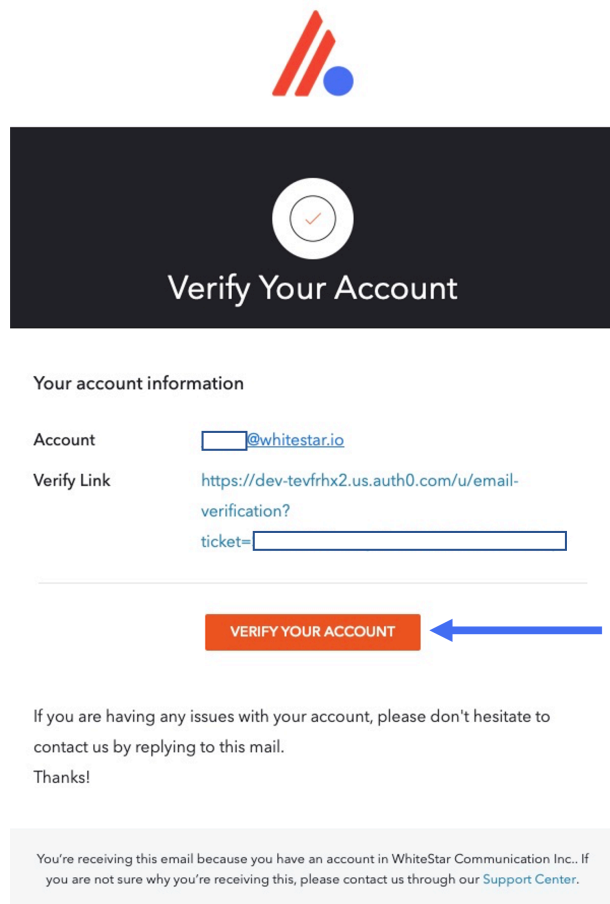 Verify Your Account
Your account information
Account @whitestar.io
Verify Link https://dev-tevfrhx2.us.auth0.com/u/email-
verification?
ticket=
VERIFY YOUR ACCOUNT
If you are having any issues with your account, please don't hesitate to
contact us by replying to this mail.
Thanks!
You're receiving this email because you have an account in WhiteStar Communication Inc.. If
you are not sure why you're receiving this, please contact us through our Support Center.